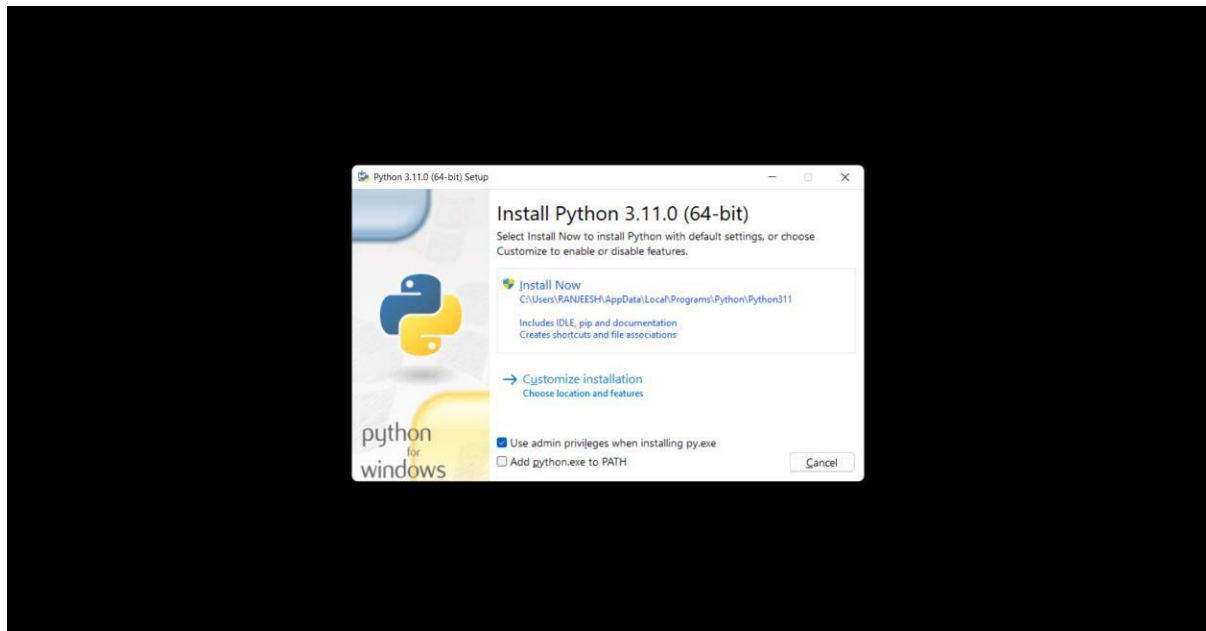 Python 3.11.0 (64-bit) Setup
Install Python 3.11.0 (64-bit)
Select Install Now to install Python with default settings, or choose
Customize to enable or disable features.
Install Now
C:\Users\RANJEESH\AppData\Local\Programs\Python\Python311
Includes IDLE, pip and documentation
Creates shortcuts and file associations
Customize installation
Choose location and features
Use admin privileges when installing py.exe
Add python.exe to PATH
Cancel
python
for
windows